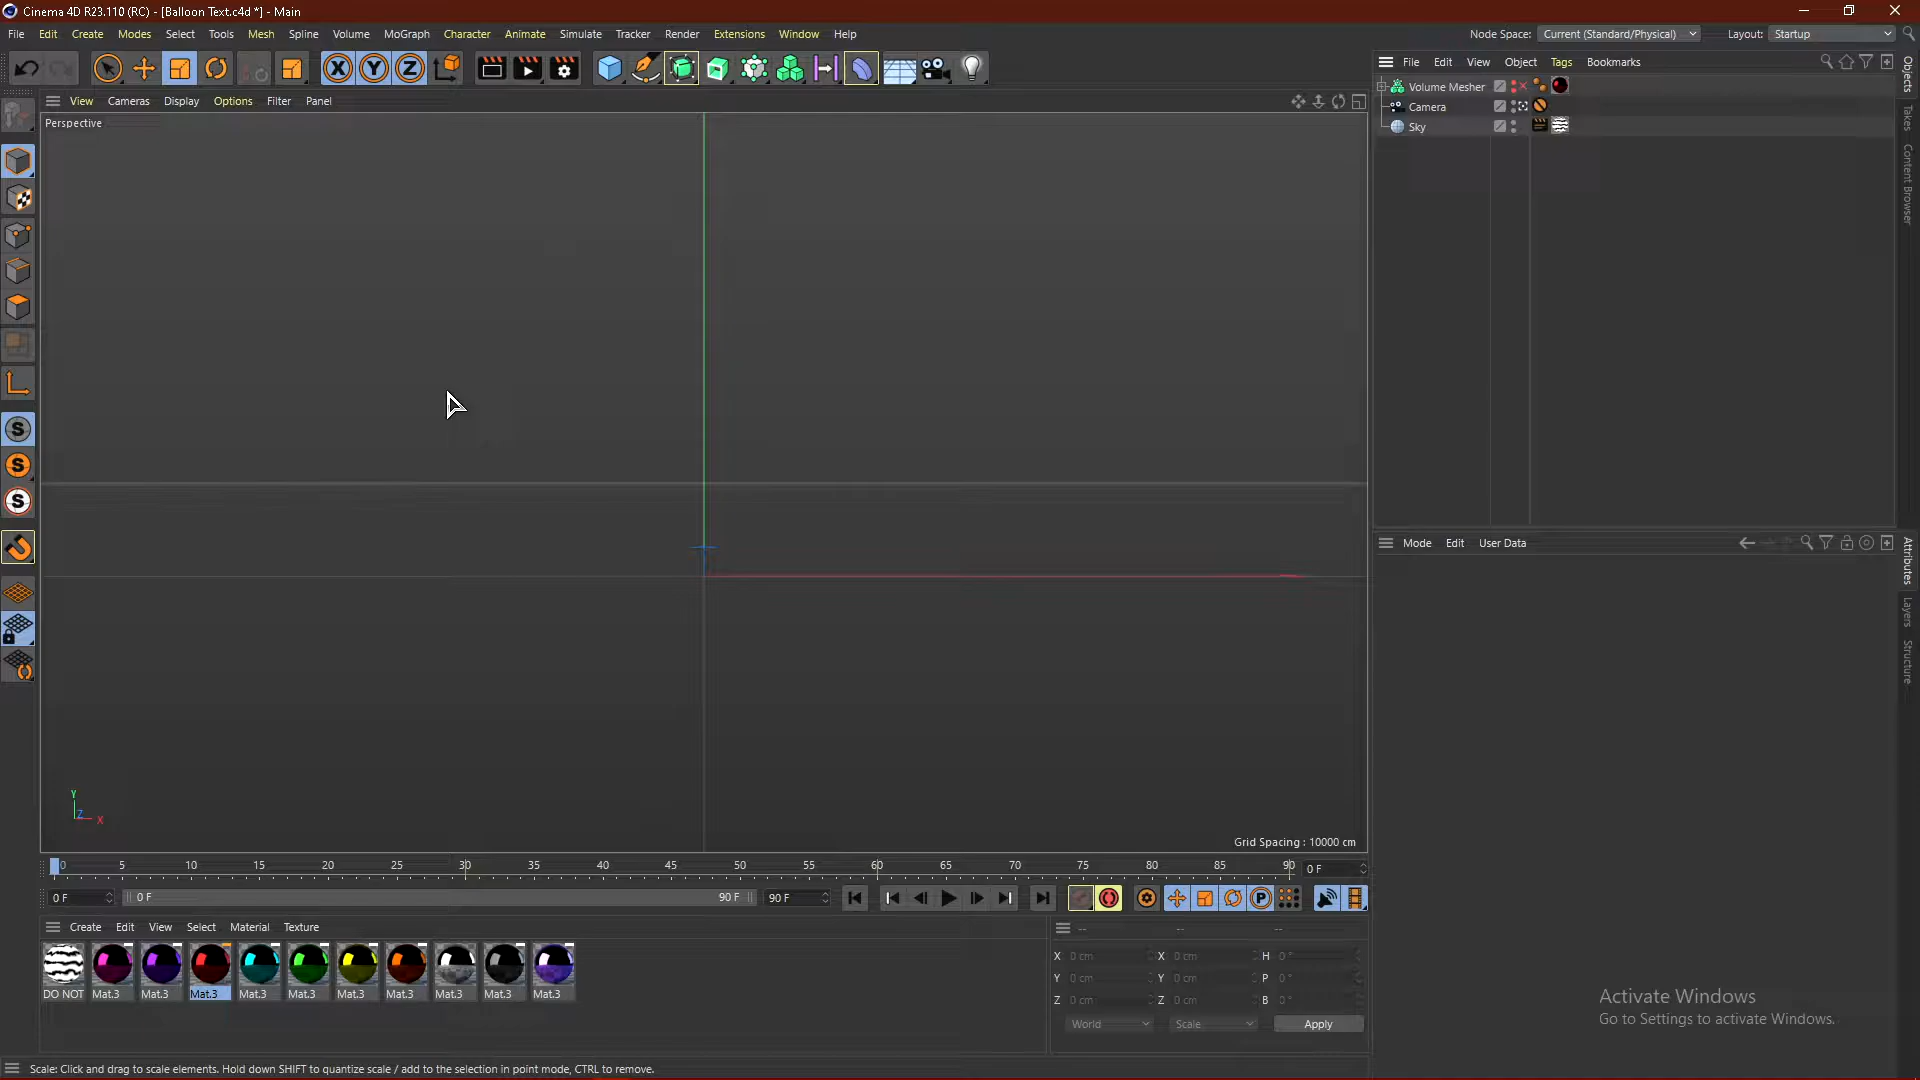 Cinema 4D R23.110 (RC) - [Balloon Text.c4d *] - Main
File Edit Create Modes Select Tools Mesh Spline Volume MoGraph Character Animate Simulate Tracker Render Extensions Window Help
Node Space: Current (Standard/Physical) Layout: Startup
File Edit View Object Tags Bookmarks
View Cameras Display Options Filter Panel
Perspective
Volume Mesher
Camera
Sky
Objects
Takes
Content Browser
Mode Edit User Data
Attributes
Layers
Structure
Y
Z X
Grid Spacing : 10000 cm
0 5 10 15 20 25 30 35 40 45 50 55 60 65 70 75 80 85 90 0 F
0 F 0 F 90 F 90 F
Create Edit View Select Material Texture
DO NOT Mat.3 Mat.3 Mat.3 Mat.3 Mat.3 Mat.3 Mat.3 Mat.3 Mat.3 Mat.3
-- -- --
X 0 cm X 0 cm H 0 °
Y 0 cm Y 0 cm P 0 °
Z 0 cm Z 0 cm B 0 °
World Scale Apply
Activate Windows
Go to Settings to activate Windows.
Scale: Click and drag to scale elements. Hold down SHIFT to quantize scale / add to the selection in point mode, CTRL to remove.